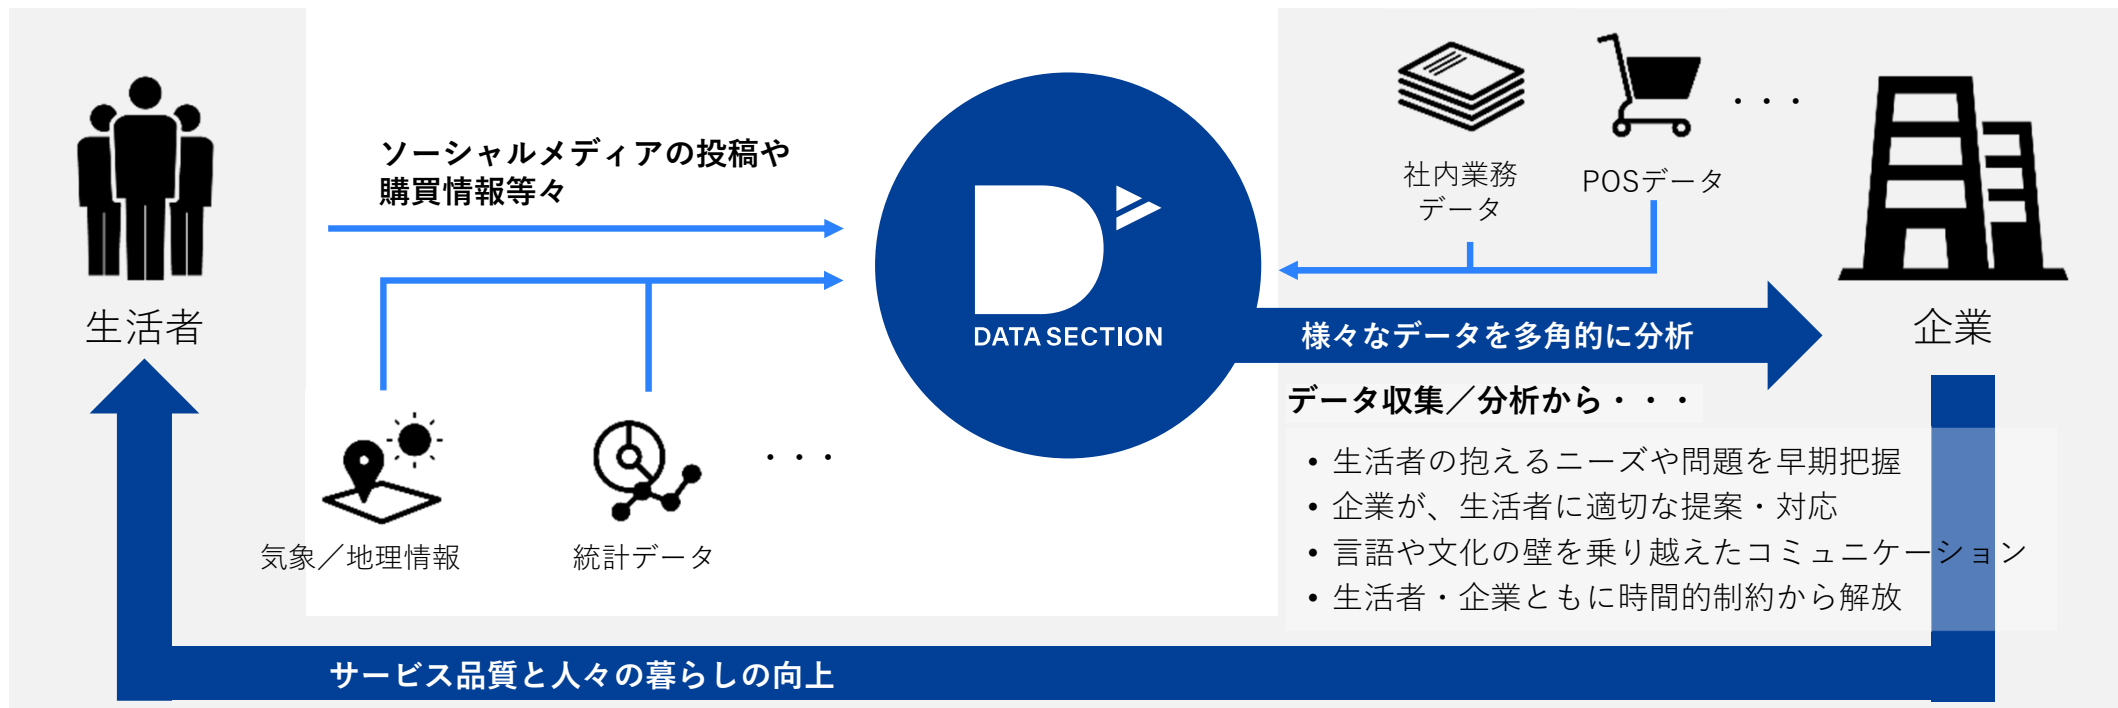 ソーシャルメディアの投稿や
購買情報等々
生活者
気象／地理情報
統計データ
・・・
DATA SECTION
社内業務
データ
POSデータ
・・・
企業
様々なデータを多角的に分析
データ収集／分析から・・・
• 生活者の抱えるニーズや問題を早期把握
• 企業が、生活者に適切な提案・対応
• 言語や文化の壁を乗り越えたコミュニケーション
• 生活者・企業ともに時間的制約から解放
サービス品質と人々の暮らしの向上